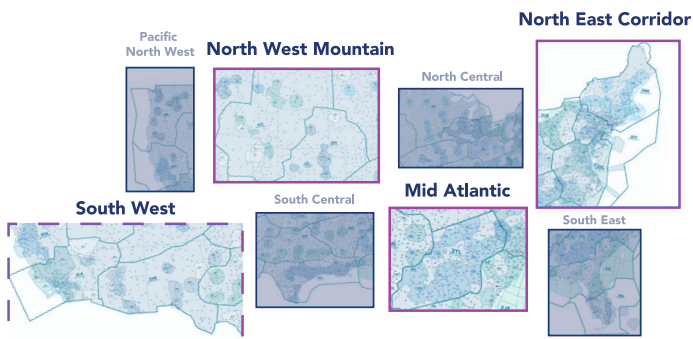 North East Corridor
Pacific
North West
North West Mountain
North Central
South West
South Central
Mid Atlantic
South East